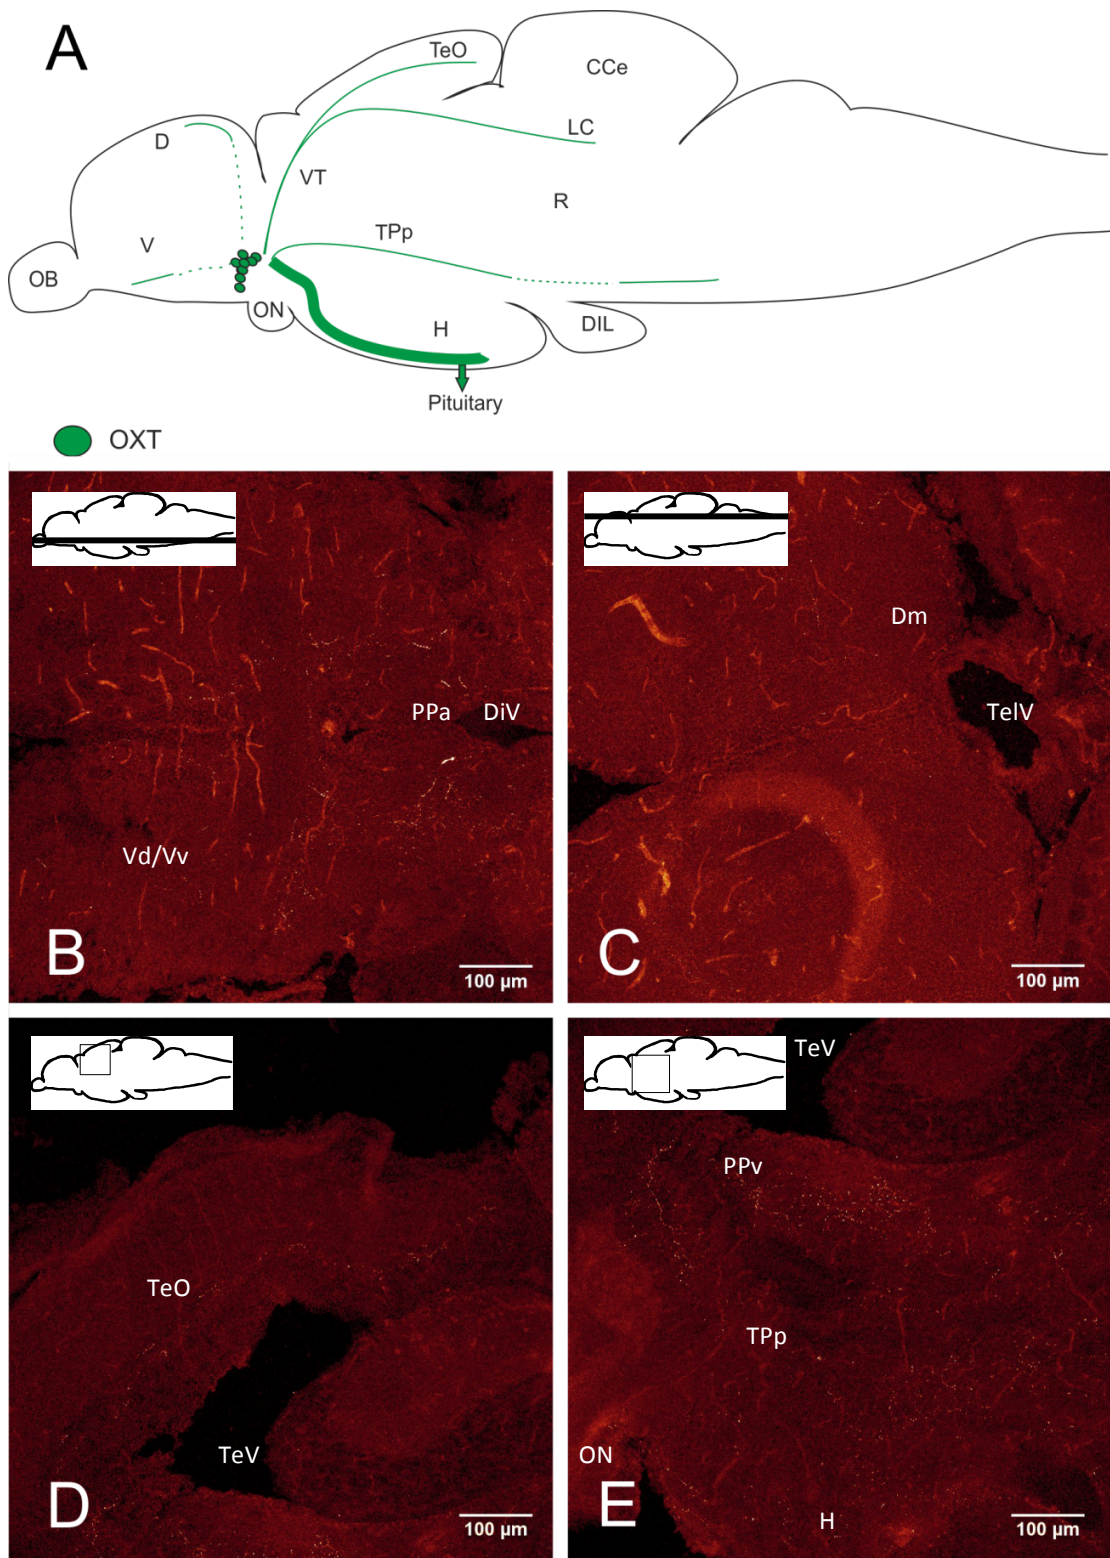 A
TeO
CCe
D
LC
VT
R
V
TPp
OB
ON
H
DIL
Pituitary
OXT
PPa
DiV
Vd/Vv
B
100 µm
Dm
TelV
C
100 µm
TeO
TeV
D
100 µm
TeV
PPv
TPp
ON
H
E
100 µm